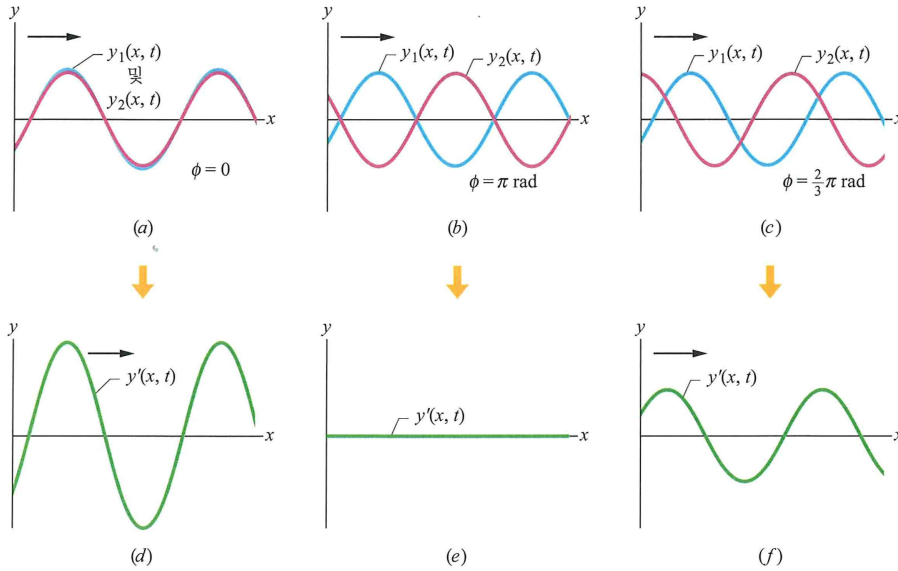 y
y₁(x, t)
및
y₂(x, t)
x
ϕ = 0
(a)
y
y₁(x, t)
y₂(x, t)
x
ϕ = π rad
(b)
y
y₁(x, t)
y₂(x, t)
x
ϕ = 2/3 π rad
(c)
y
y′(x, t)
x
(d)
y
y′(x, t)
x
(e)
y
y′(x, t)
x
(f)